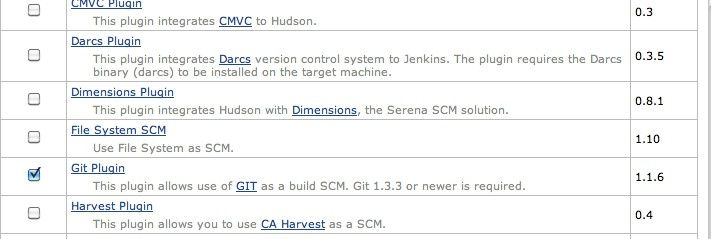 CMVC Plugin
This plugin integrates CMVC to Hudson.
0.3
Darcs Plugin
This plugin integrates Darcs version control system to Jenkins. The plugin requires the Darcs
binary (darcs) to be installed on the target machine.
0.3.5
Dimensions Plugin
This plugin integrates Hudson with Dimensions, the Serena SCM solution.
0.8.1
File System SCM
Use File System as SCM.
1.10
Git Plugin
This plugin allows use of GIT as a build SCM. Git 1.3.3 or newer is required.
1.1.6
Harvest Plugin
This plugin allows you to use CA Harvest as a SCM.
0.4